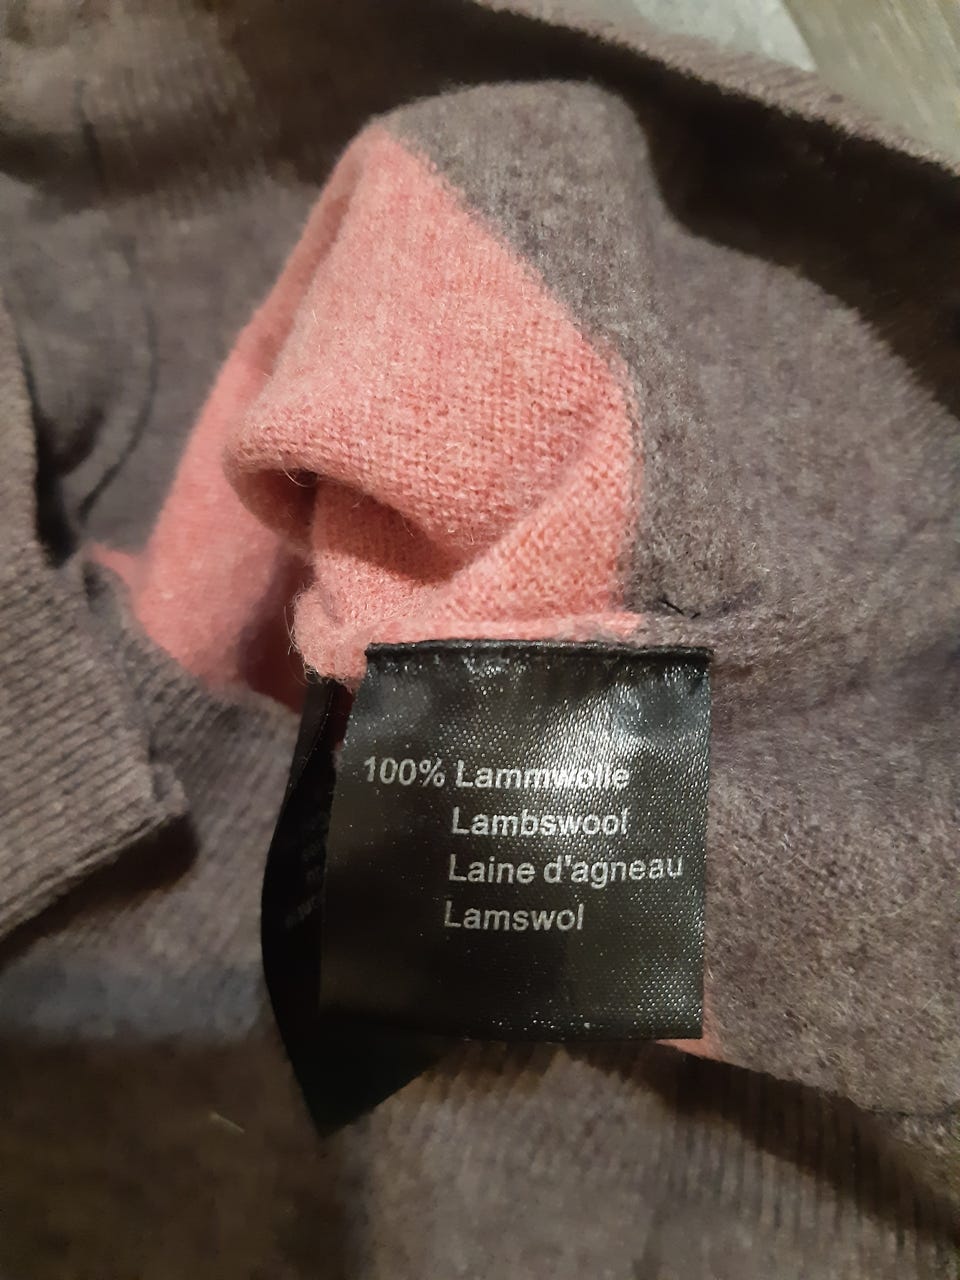 100% Lammwolle
Lambswool
Laine d'agneau
Lamswol